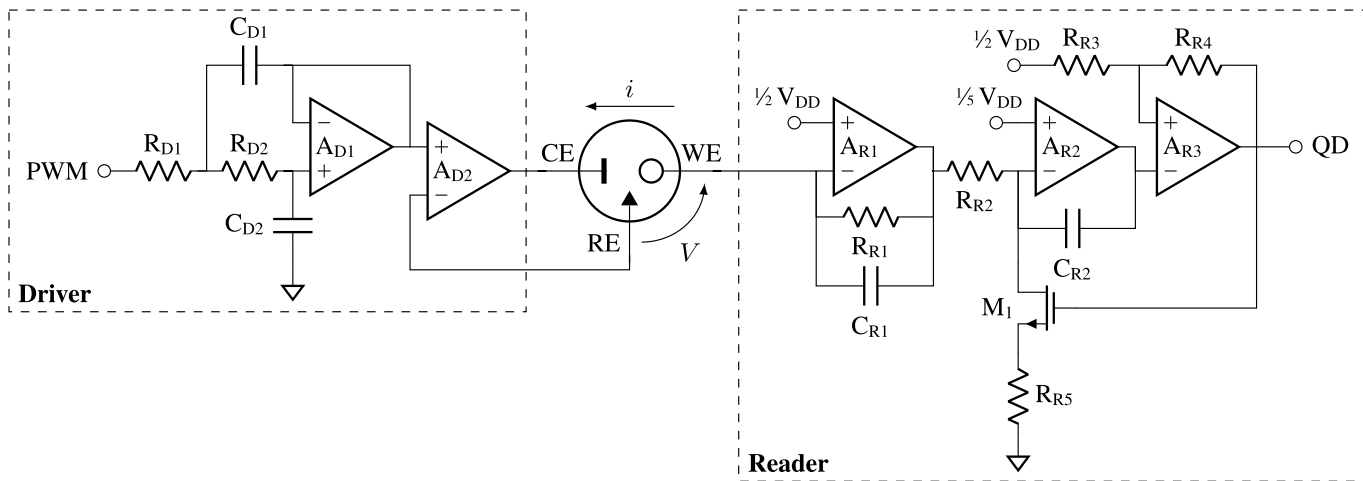 C_D1
R_D1
R_D2
PWM
C_D2
−
+
A_D1
+
−
A_D2
Driver
i
CE
WE
RE
V
½ V_DD
+
−
A_R1
R_R1
C_R1
R_R2
⅕ V_DD
+
−
A_R2
C_R2
½ V_DD
R_R3
R_R4
+
−
A_R3
QD
M_1
R_R5
Reader